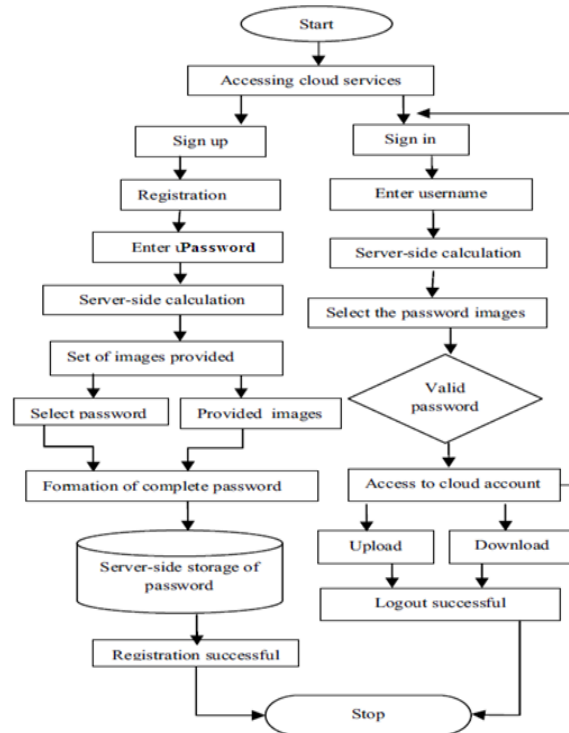 Start
Accessing cloud services
Sign up
Sign in
Registration
Enter username
Enter uPassword
Server-side calculation
Server-side calculation
Select the password images
Set of images provided
Valid
password
Select password
Provided images
Formation of complete password
Access to cloud account
Upload
Download
Server-side storage of
password
Logout successful
Registration successful
Stop